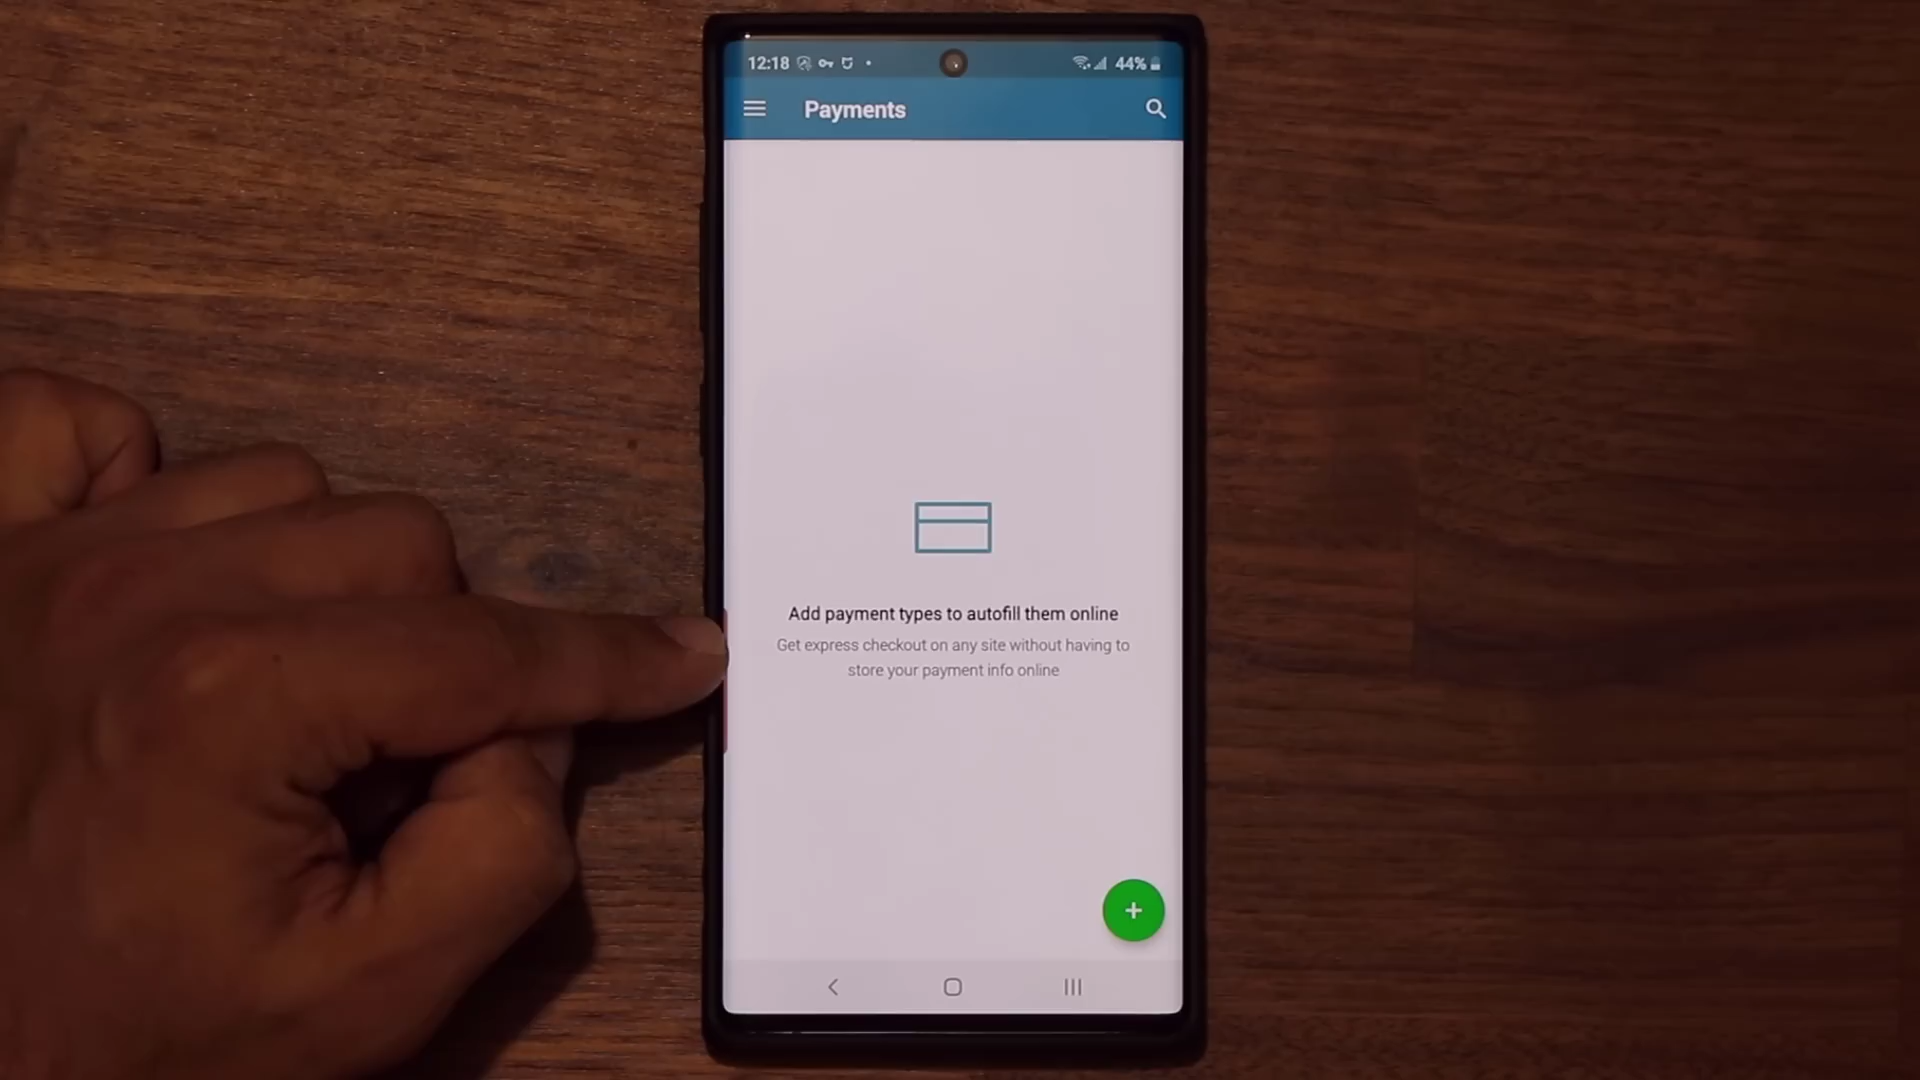 12:18
44%
Payments
Add payment types to autofill them online
Get express checkout on any site without having to
store your payment info online